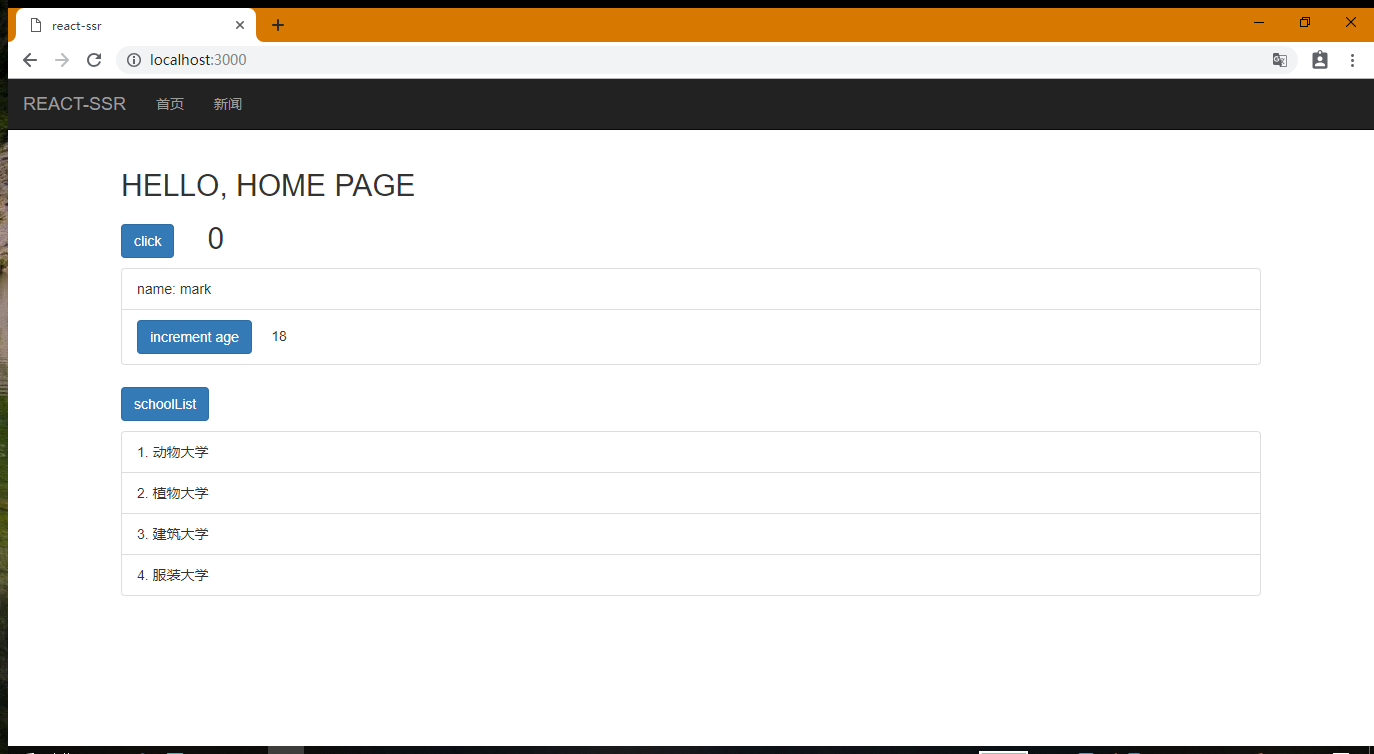 react-ssr
localhost:3000
REACT-SSR 首页 新闻
HELLO, HOME PAGE
click 0
name: mark
increment age 18
schoolList
1. 动物大学
2. 植物大学
3. 建筑大学
4. 服装大学